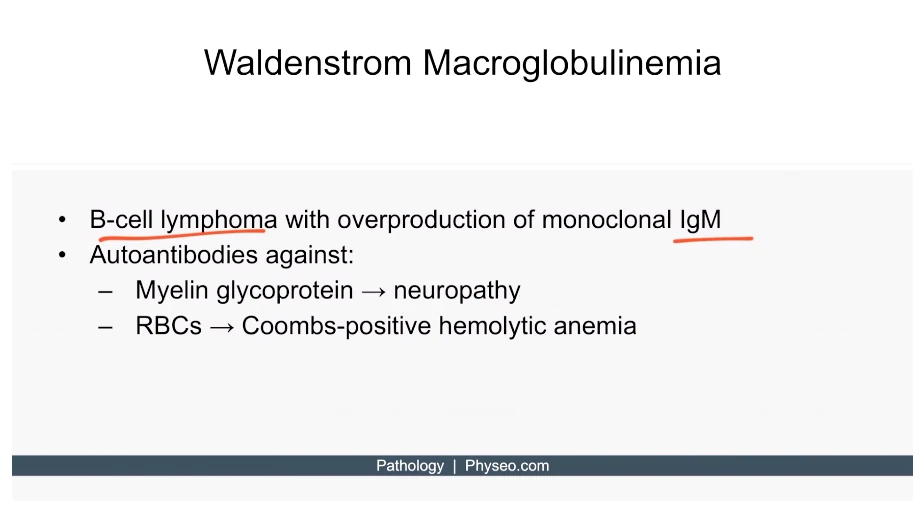 Waldenstrom Macroglobulinemia
• B-cell lymphoma with overproduction of monoclonal IgM
• Autoantibodies against:
– Myelin glycoprotein → neuropathy
– RBCs → Coombs-positive hemolytic anemia
Pathology | Physeo.com